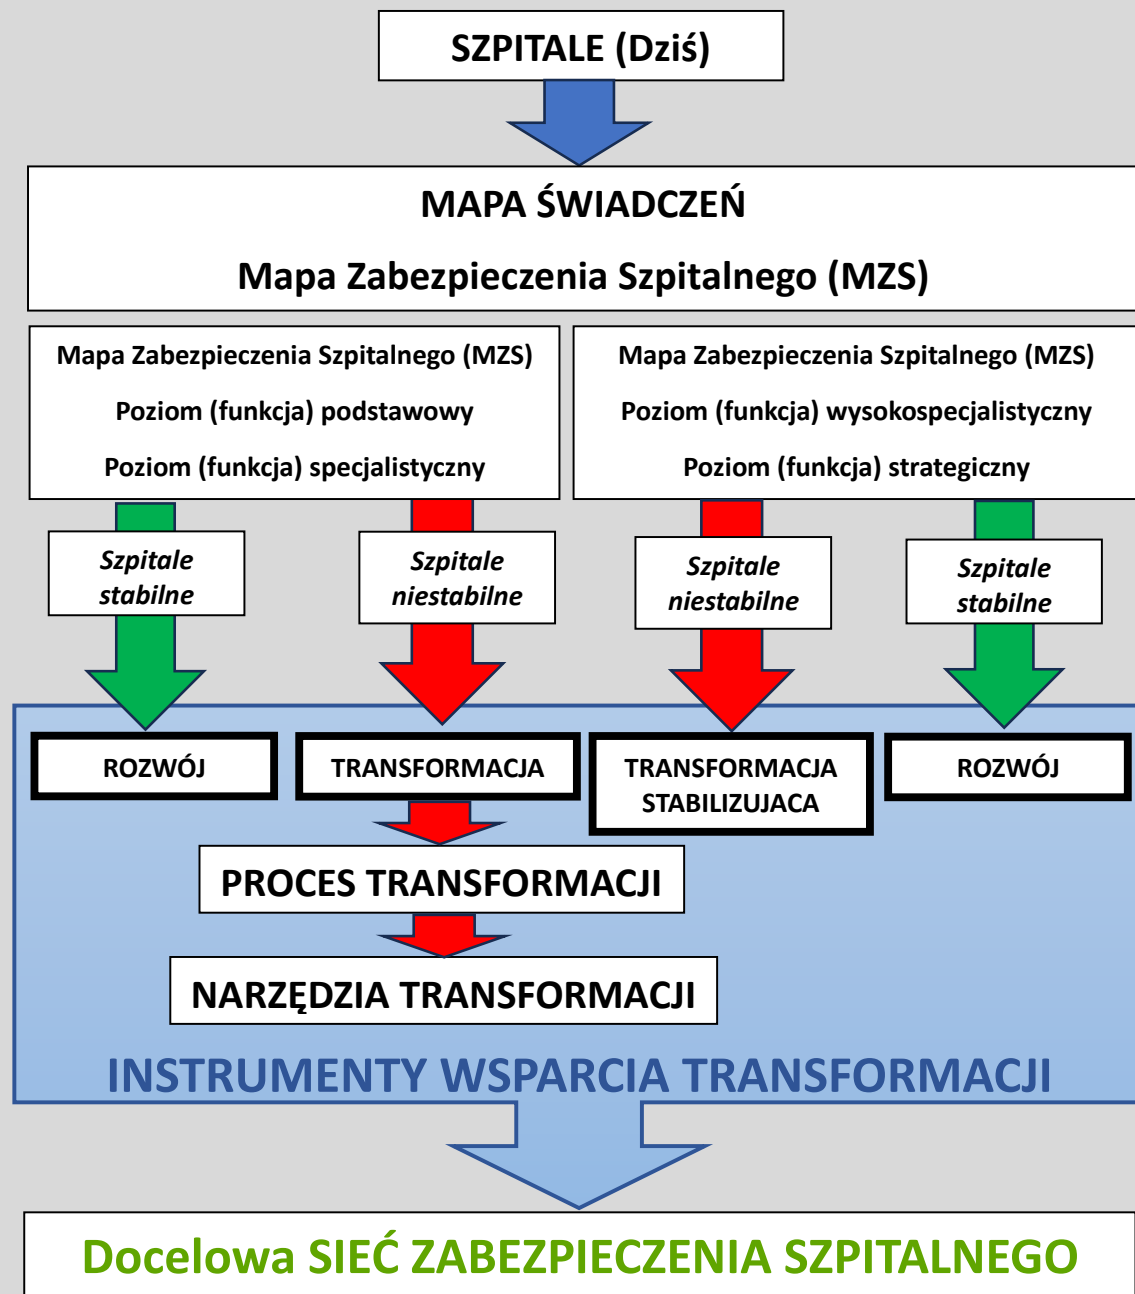 SZPITALE (Dziś)
MAPA ŚWIADCZEŃ
Mapa Zabezpieczenia Szpitalnego (MZS)
Mapa Zabezpieczenia Szpitalnego (MZS)
Poziom (funkcja) podstawowy
Poziom (funkcja) specjalistyczny
Mapa Zabezpieczenia Szpitalnego (MZS)
Poziom (funkcja) wysokospecjalistyczny
Poziom (funkcja) strategiczny
Szpitale
stabilne
Szpitale
niestabilne
Szpitale
niestabilne
Szpitale
stabilne
ROZWÓJ
TRANSFORMACJA
TRANSFORMACJA
STABILIZUJACA
ROZWÓJ
PROCES TRANSFORMACJI
NARZĘDZIA TRANSFORMACJI
INSTRUMENTY WSPARCIA TRANSFORMACJI
Docelowa SIEĆ ZABEZPIECZENIA SZPITALNEGO